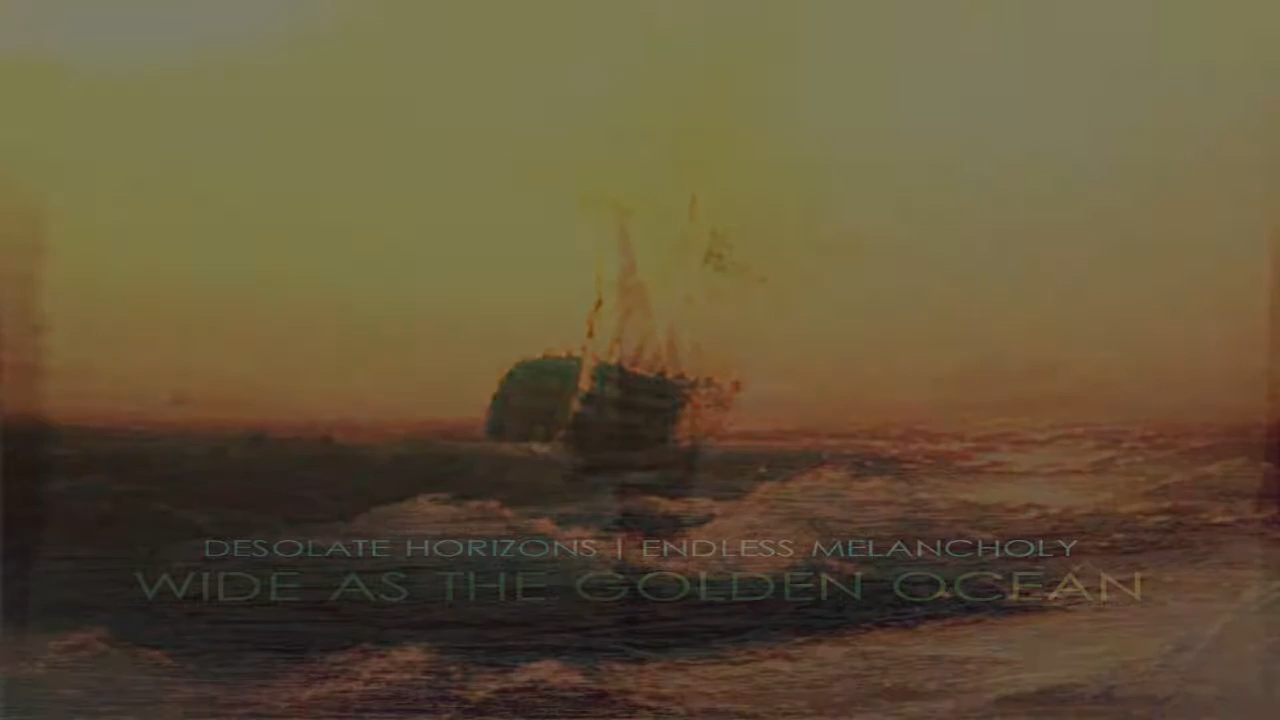 DESOLATE HORIZONS | ENDLESS MELANCHOLY
WIDE AS THE GOLDEN OCEAN